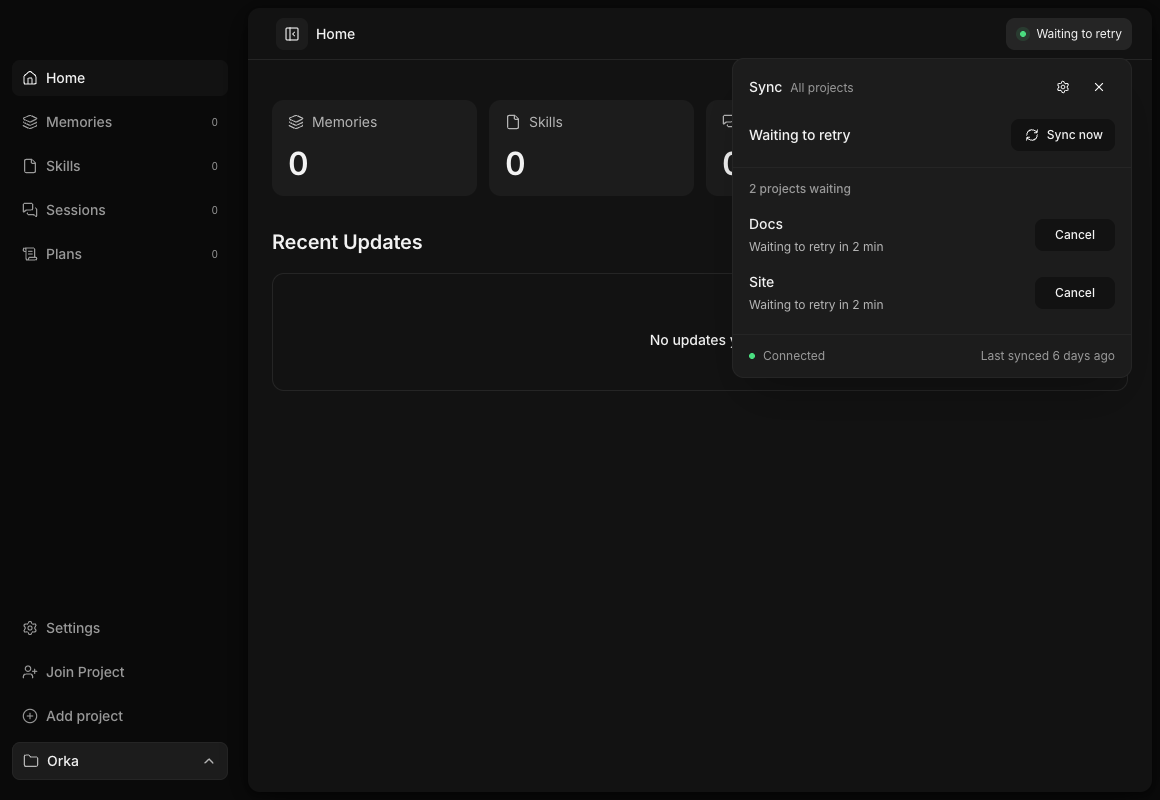 Home
Memories 0
Skills 0
Sessions 0
Plans 0
Settings
Join Project
Add project
Orka
Home
Waiting to retry
Memories
0
Skills
0
Recent Updates
No updates
Sync All projects
Waiting to retry
Sync now
2 projects waiting
Docs
Waiting to retry in 2 min
Cancel
Site
Waiting to retry in 2 min
Cancel
Connected
Last synced 6 days ago